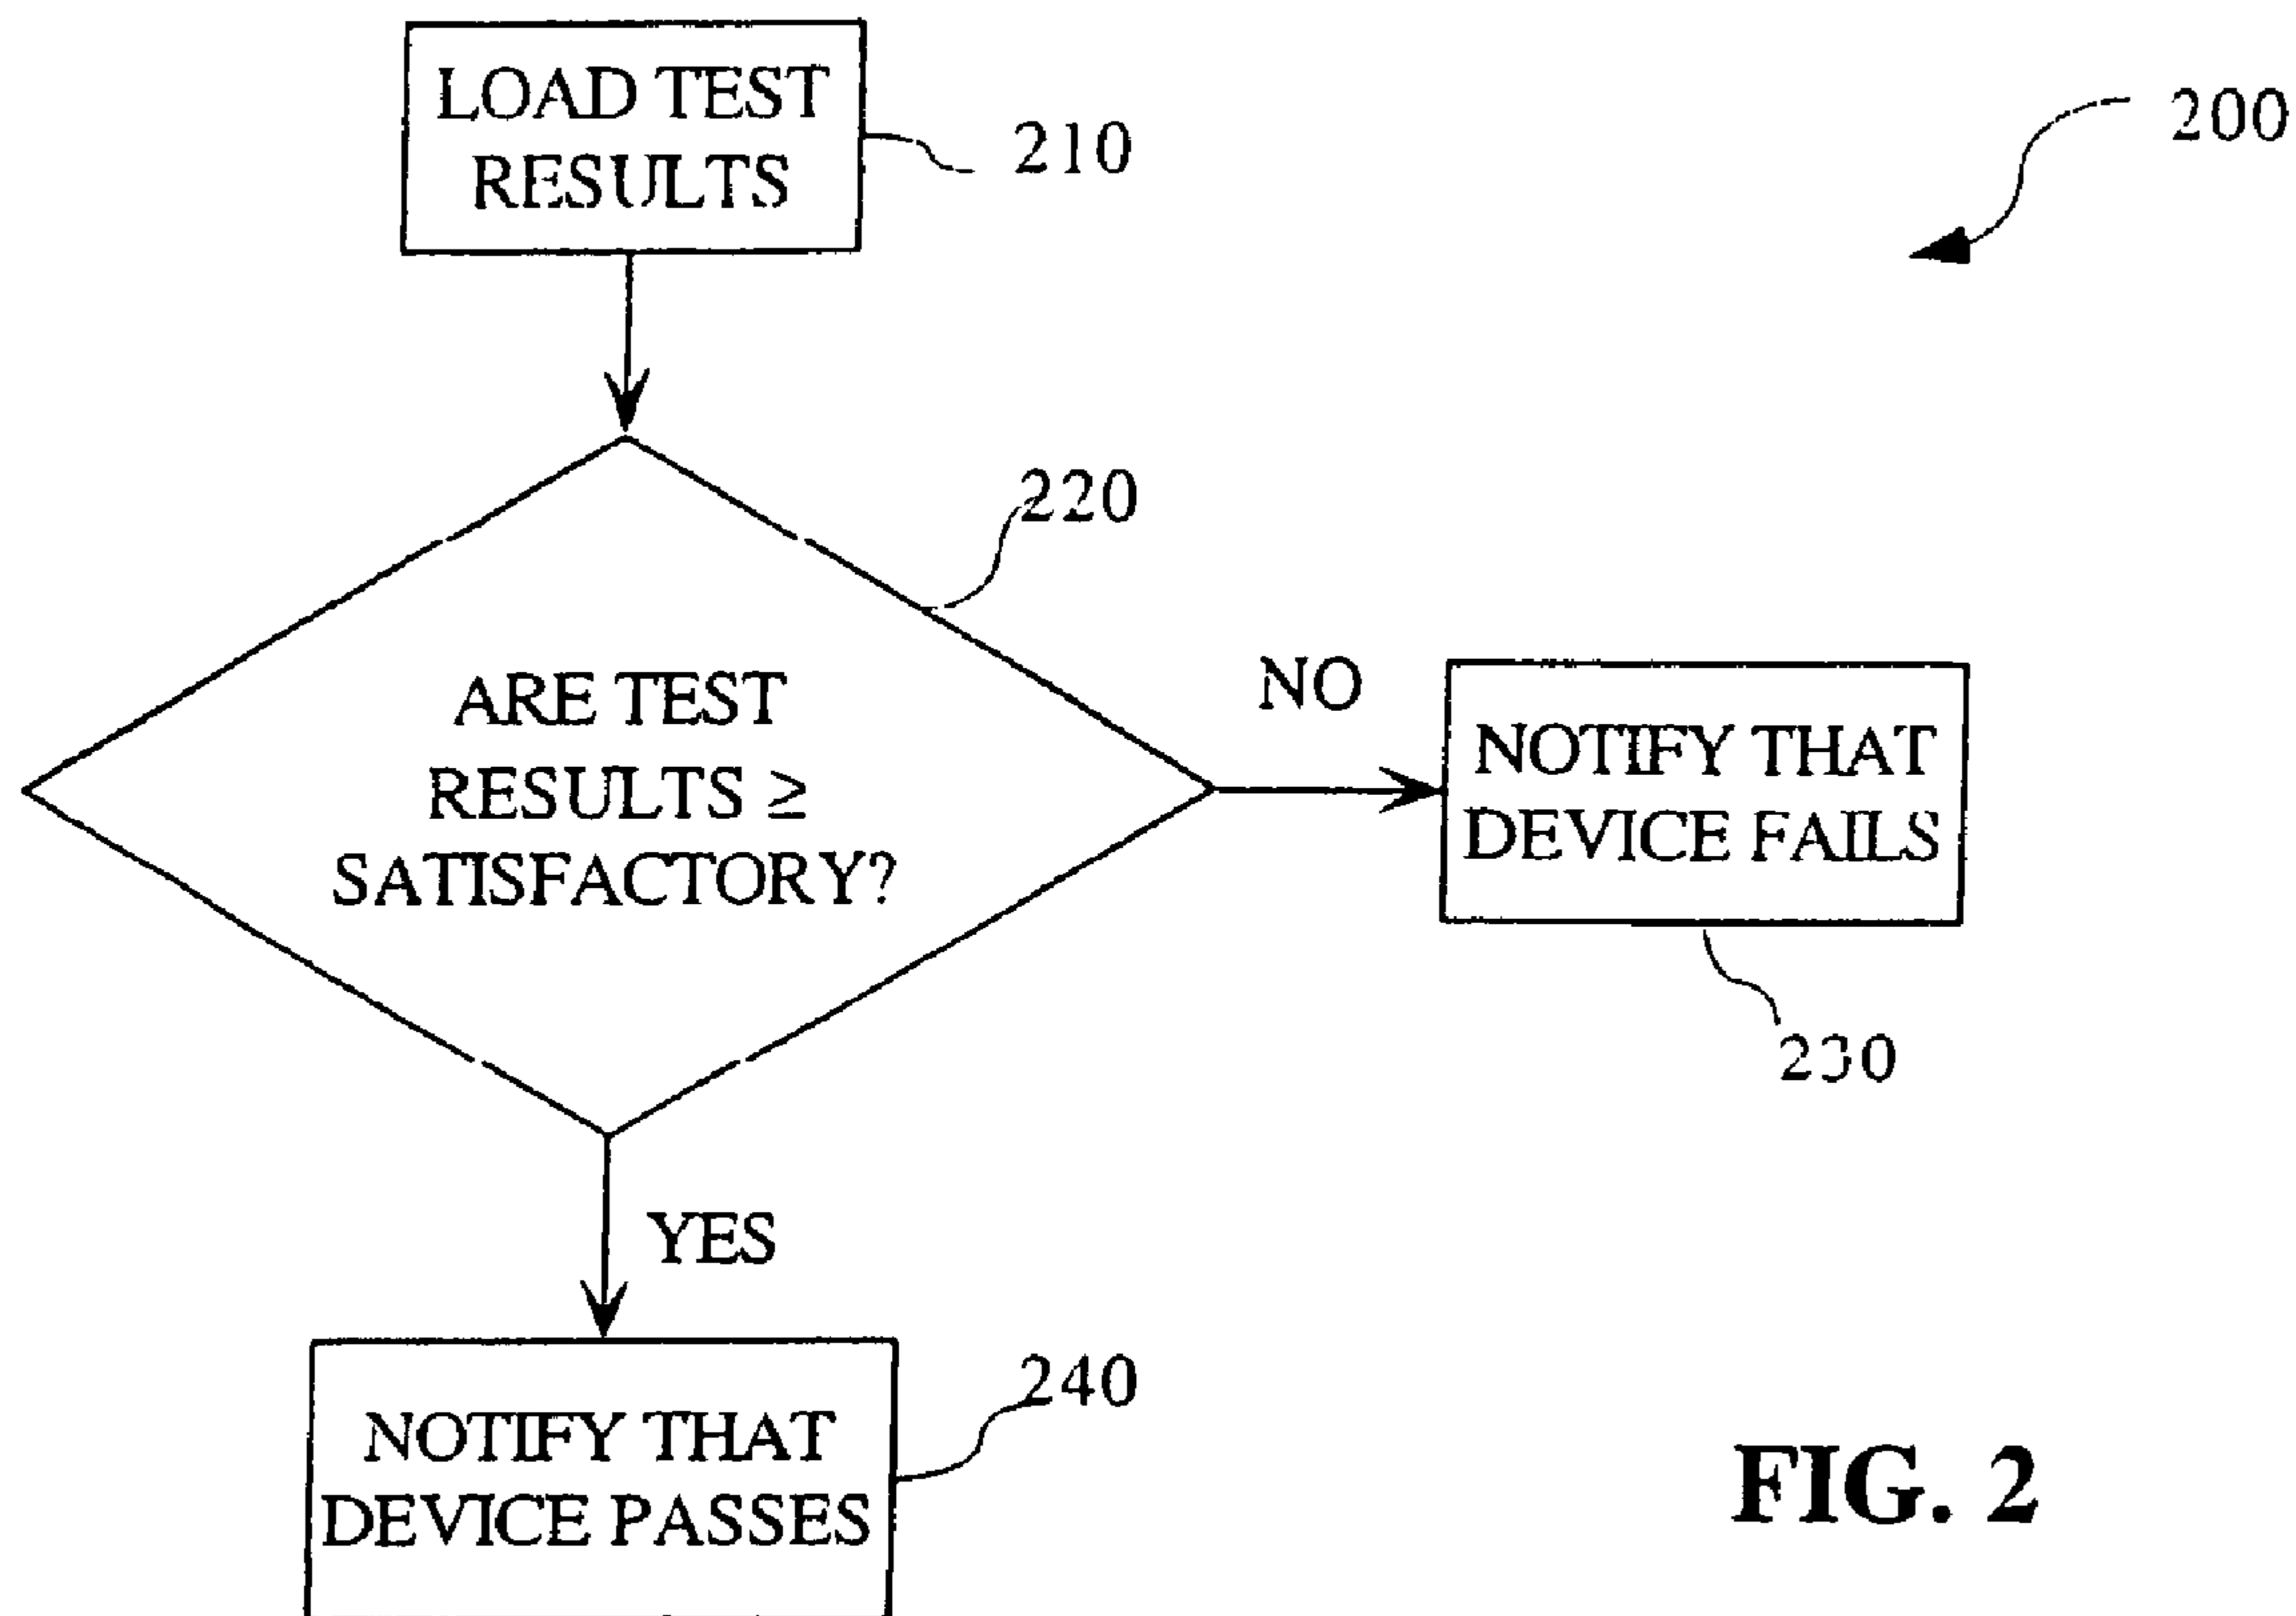 LOAD TEST
RESULTS
210
200
220
ARE TEST
RESULTS ≥
SATISFACTORY?
NO
NOTIFY THAT
DEVICE FAILS
230
YES
NOTIFY THAT
DEVICE PASSES
240
FIG. 2